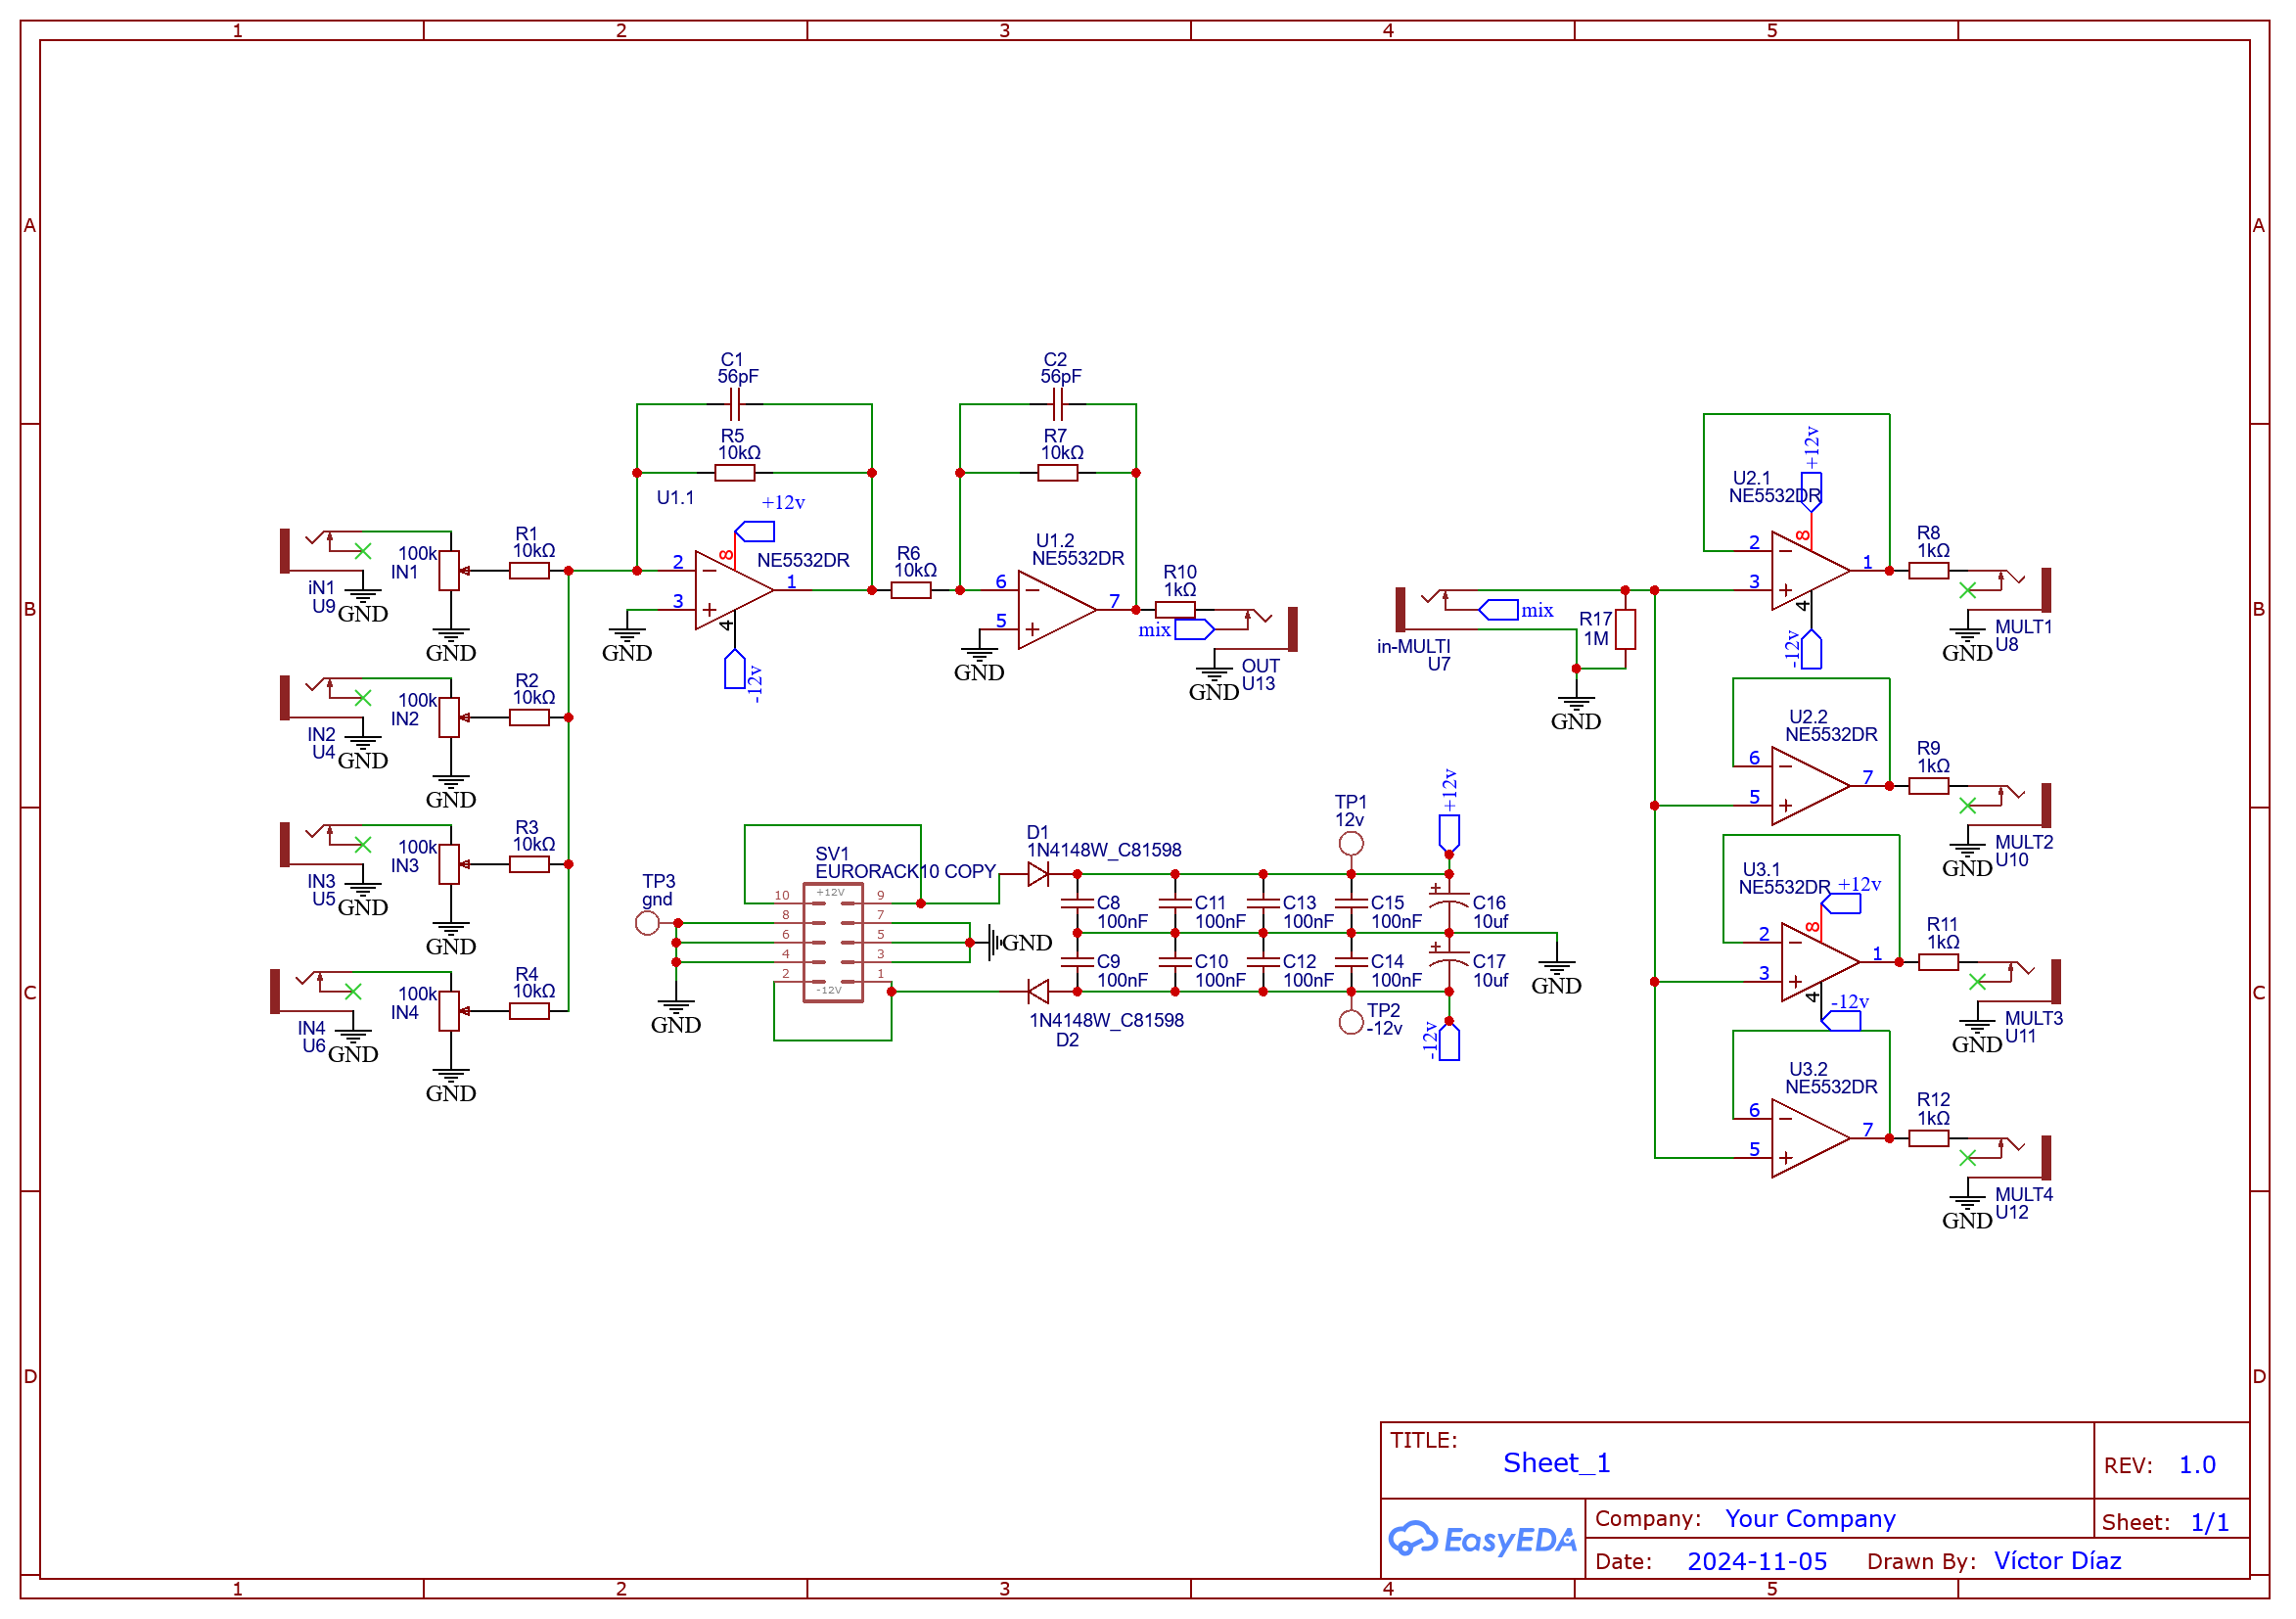 1 2 3 4 5
A A
B B
C C
D D
C1
56pF
R5
10kΩ
U1.1
+12v
8
NE5532DR
2
3
1
4
-12v
GND
C2
56pF
R7
10kΩ
U1.2
NE5532DR
R6
10kΩ
6
5
7
GND
R10
1kΩ
mix
OUT
U13
GND
iN1
U9
GND
100k
IN1
GND
R1
10kΩ
IN2
U4
GND
100k
IN2
GND
R2
10kΩ
IN3
U5
GND
100k
IN3
GND
R3
10kΩ
IN4
U6
GND
100k
IN4
GND
R4
10kΩ
in-MULTI
U7
mix
R17
1M
GND
U2.1
NE5532DR
+12v
8
2
3
1
4
-12v
R8
1kΩ
MULT1
U8
GND
U2.2
NE5532DR
6
5
7
R9
1kΩ
MULT2
U10
GND
U3.1
NE5532DR
+12v
8
2
3
1
4
-12v
R11
1kΩ
MULT3
U11
GND
U3.2
NE5532DR
6
5
7
R12
1kΩ
MULT4
U12
GND
TP3
gnd
GND
SV1
EURORACK10 COPY
+12V
10 9
8 7
6 5
4 3
2 1
-12V
GND
D1
1N4148W_C81598
1N4148W_C81598
D2
TP1
12v
+12v
C8
100nF
C11
100nF
C13
100nF
C15
100nF
C16
10uf
C9
100nF
C10
100nF
C12
100nF
C14
100nF
C17
10uf
GND
TP2
-12v
-12v
TITLE:
Sheet_1
REV: 1.0
EasyEDA
Company: Your Company
Sheet: 1/1
Date: 2024-11-05
Drawn By: Víctor Díaz
1 2 3 4 5